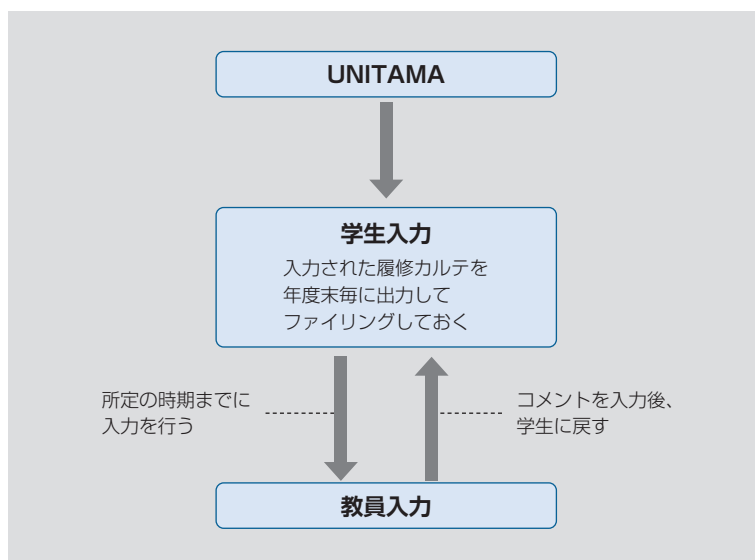 UNITAMA
学生入力
入力された履修カルテを
年度末毎に出力して
ファイリングしておく
所定の時期までに
入力を行う
コメントを入力後、
学生に戻す
教員入力